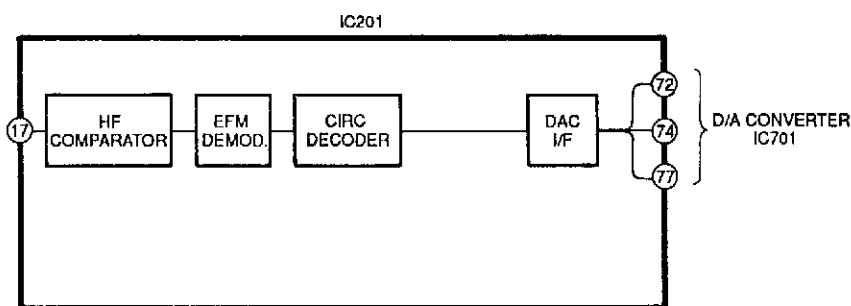 IC201
17
HF
COMPARATOR
EFM
DEMOD.
CIRC
DECODER
DAC
I/F
72
74
77
D/A CONVERTER
IC701